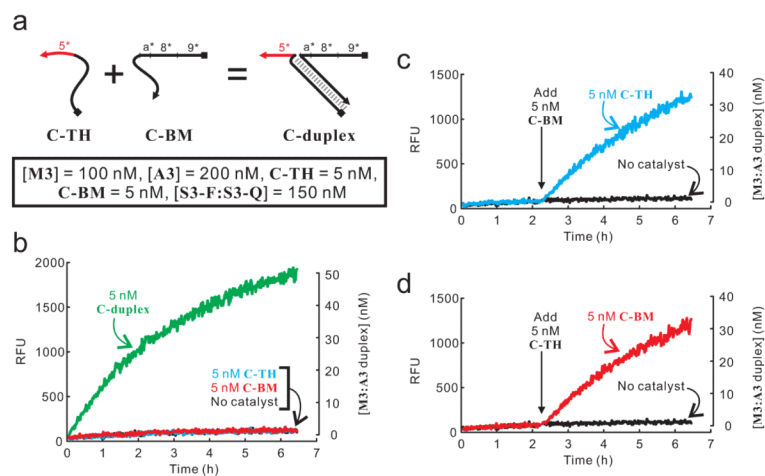 a
5*
a* 8* 9*
5*
a* 8* 9*
+
=
C-TH
C-BM
C-duplex
[M3] = 100 nM, [A3] = 200 nM, C-TH = 5 nM,
C-BM = 5 nM, [S3-F:S3-Q] = 150 nM
b
2000
1500
1000
500
0
RFU
0 1 2 3 4 5 6 7
Time (h)
50
40
30
20
10
0
[M3:A3 duplex] (nM)
5 nM
C-duplex
5 nM C-TH
5 nM C-BM
No catalyst
c
1500
1000
500
0
RFU
0 1 2 3 4 5 6 7
Time (h)
40
30
20
10
0
[M3:A3 duplex] (nM)
Add
5 nM
C-BM
5 nM C-TH
No catalyst
d
1500
1000
500
0
RFU
0 1 2 3 4 5 6 7
Time (h)
40
30
20
10
0
[M3:A3 duplex] (nM)
Add
5 nM
C-TH
5 nM C-BM
No catalyst